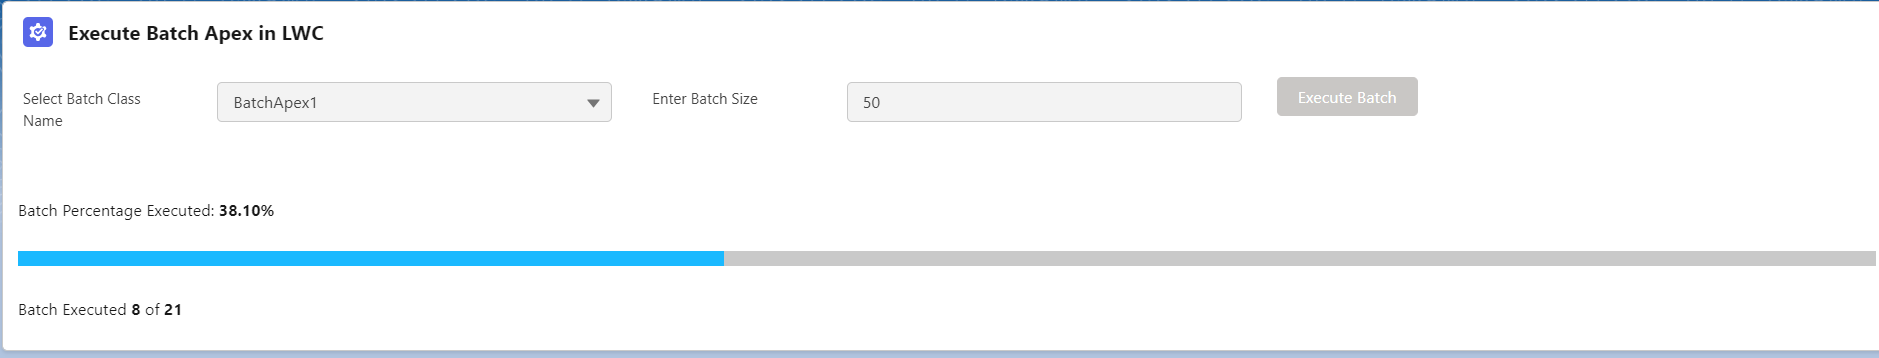 Execute Batch Apex in LWC
Select Batch Class
Name
BatchApex1
Enter Batch Size
50
Execute Batch
Batch Percentage Executed: 38.10%
Batch Executed 8 of 21